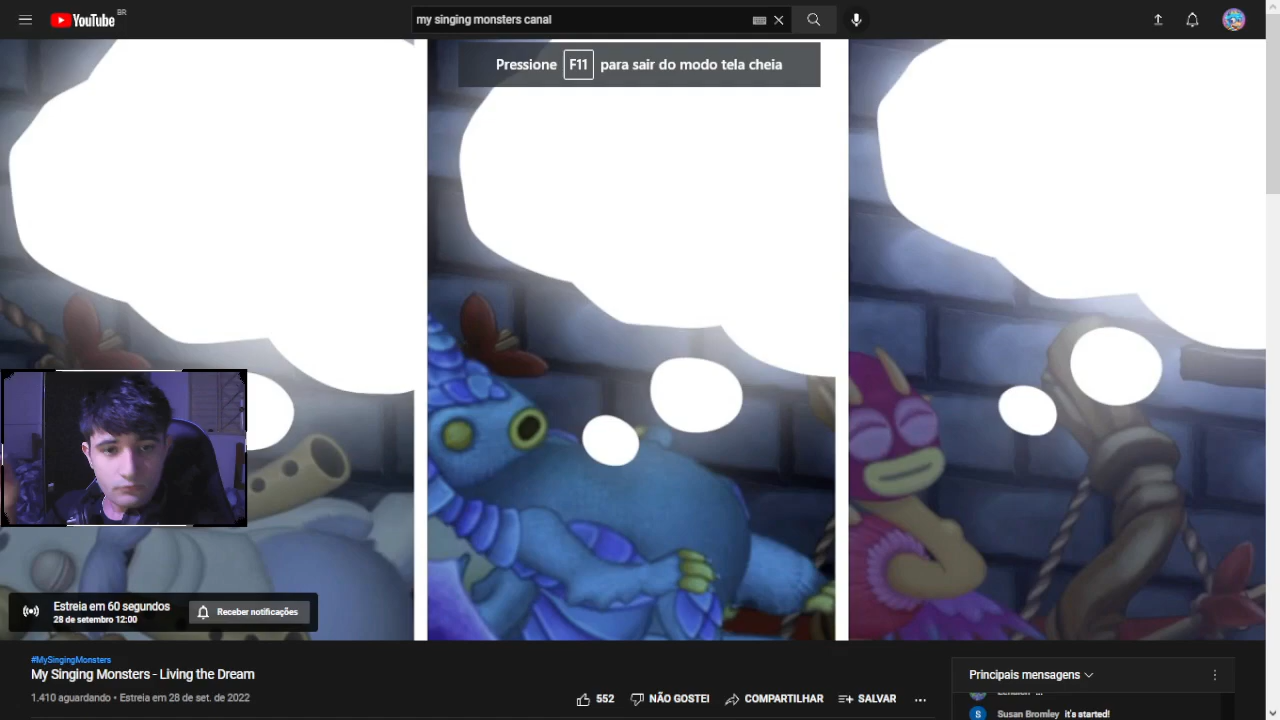 YouTube BR
my singing monsters canal
Pressione F11 para sair do modo tela cheia
Estreia em 60 segundos
28 de setembro 12:00
Receber notificações
#MySingingMonsters
My Singing Monsters - Living the Dream
1.410 aguardando • Estreia em 28 de set. de 2022
552
NÃO GOSTEI
COMPARTILHAR
SALVAR
Principais mensagens
S
Susan Bromley it's started!